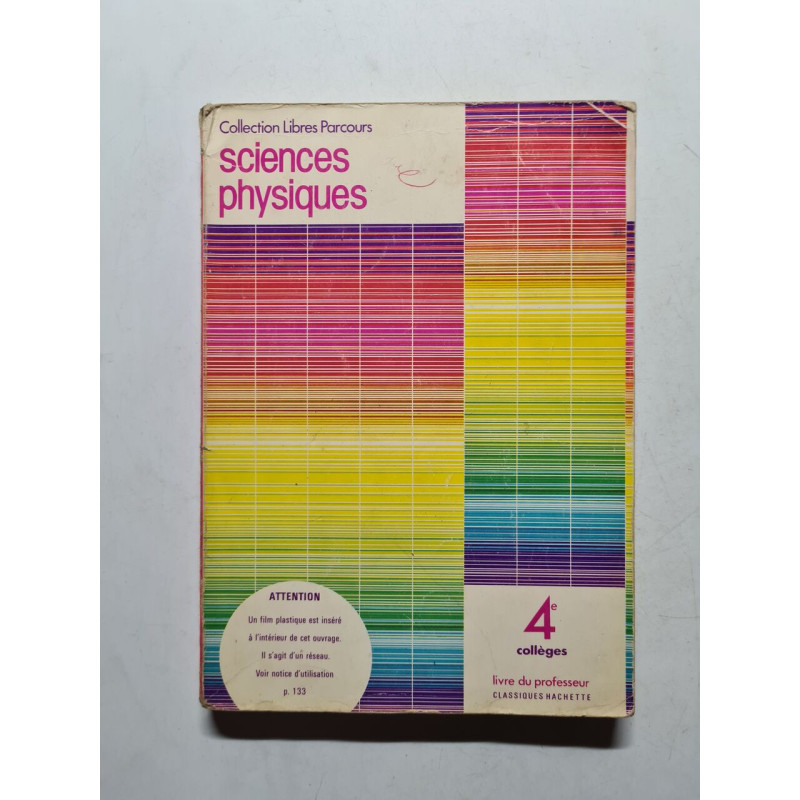 Collection Libres Parcours
sciences
physiques
ATTENTION
Un film plastique est inséré
à l'intérieur de cet ouvrage.
Il s'agit d'un réseau.
Voir notice d'utilisation
p. 133
4e
collèges
livre du professeur
CLASSIQUES HACHETTE